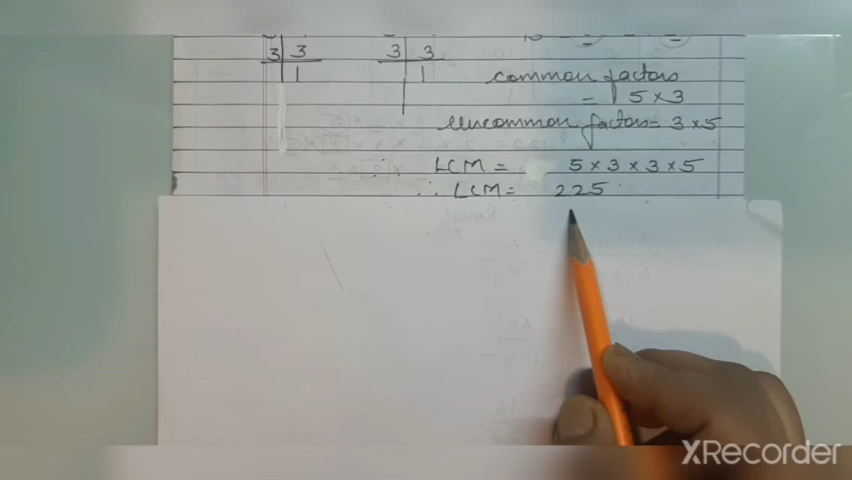 3 3
1
3 3
1
common factors
= 5 × 3
uncommon factors = 3 × 5
∴ LCM = 5 × 3 × 3 × 5
∴ LCM = 225
XRecorder